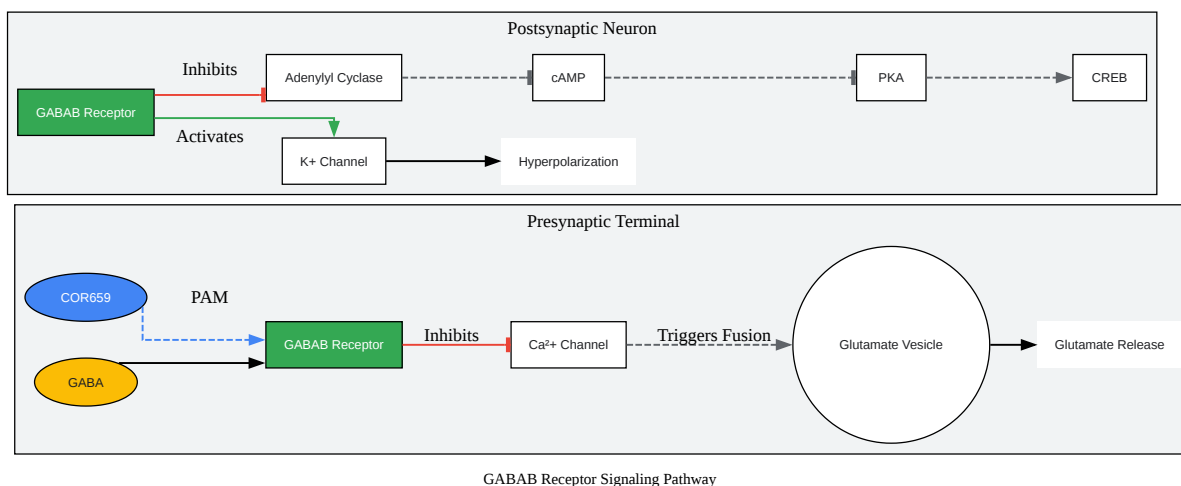 Postsynaptic Neuron
Inhibits
Adenylyl Cyclase
cAMP
PKA
CREB
GABAB Receptor
Activates
K+ Channel
Hyperpolarization
Presynaptic Terminal
COR659
PAM
GABAB Receptor
Inhibits
Ca²+ Channel
Triggers Fusion
Glutamate Vesicle
Glutamate Release
GABA
GABAB Receptor Signaling Pathway